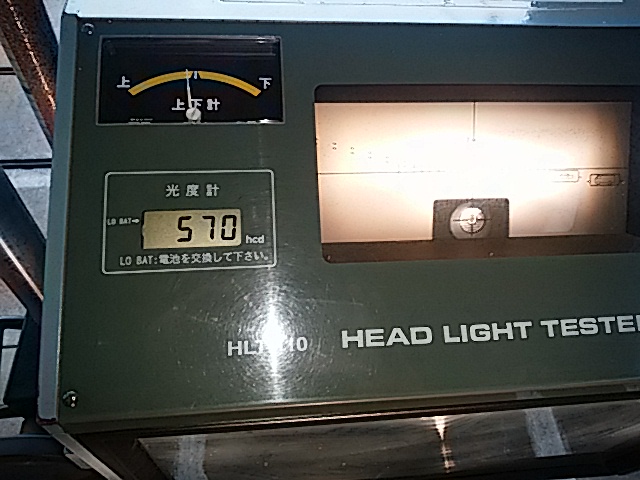 上 下
上下計
光度計
LO BAT→
570 hcd
LO BAT:電池を交換して下さい。
HEAD LIGHT TESTER